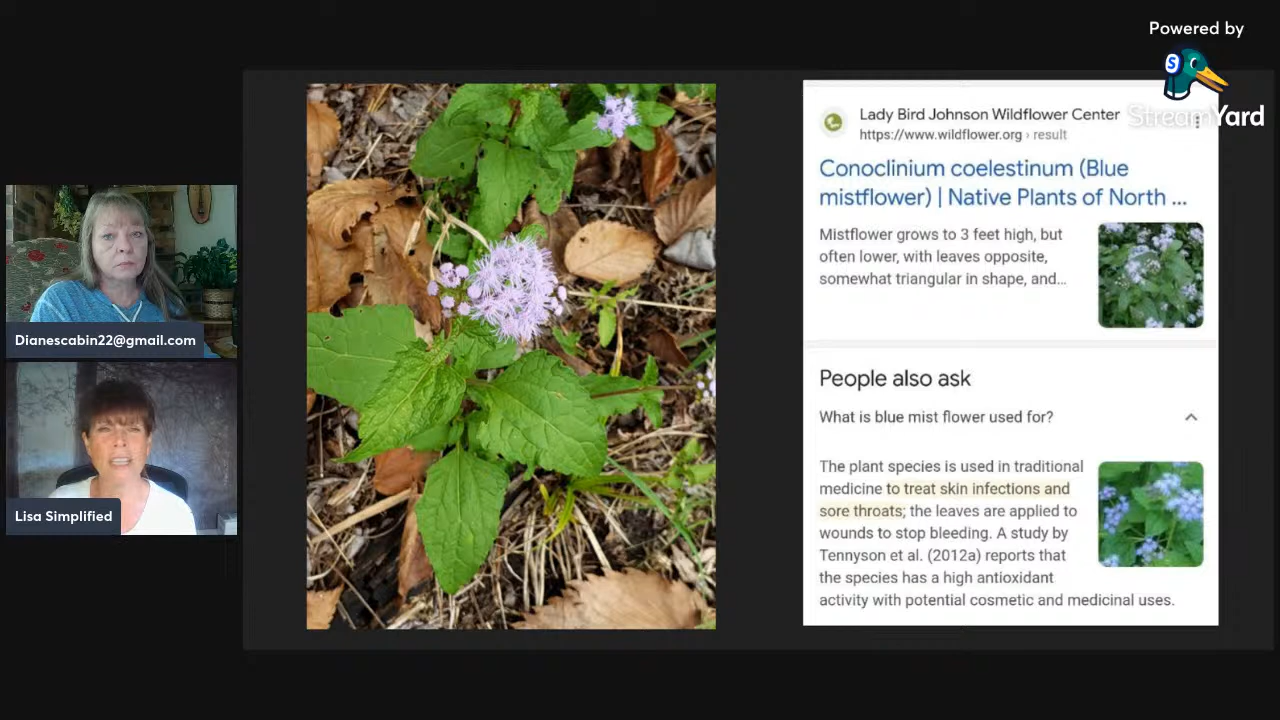 Powered by
S
StreamYard
Dianescabin22@gmail.com
Lisa Simplified
Lady Bird Johnson Wildflower Center
https://www.wildflower.org › result
Conoclinium coelestinum (Blue
mistflower) | Native Plants of North ...
Mistflower grows to 3 feet high, but
often lower, with leaves opposite,
somewhat triangular in shape, and...
People also ask
What is blue mist flower used for?
The plant species is used in traditional
medicine to treat skin infections and
sore throats; the leaves are applied to
wounds to stop bleeding. A study by
Tennyson et al. (2012a) reports that
the species has a high antioxidant
activity with potential cosmetic and medicinal uses.